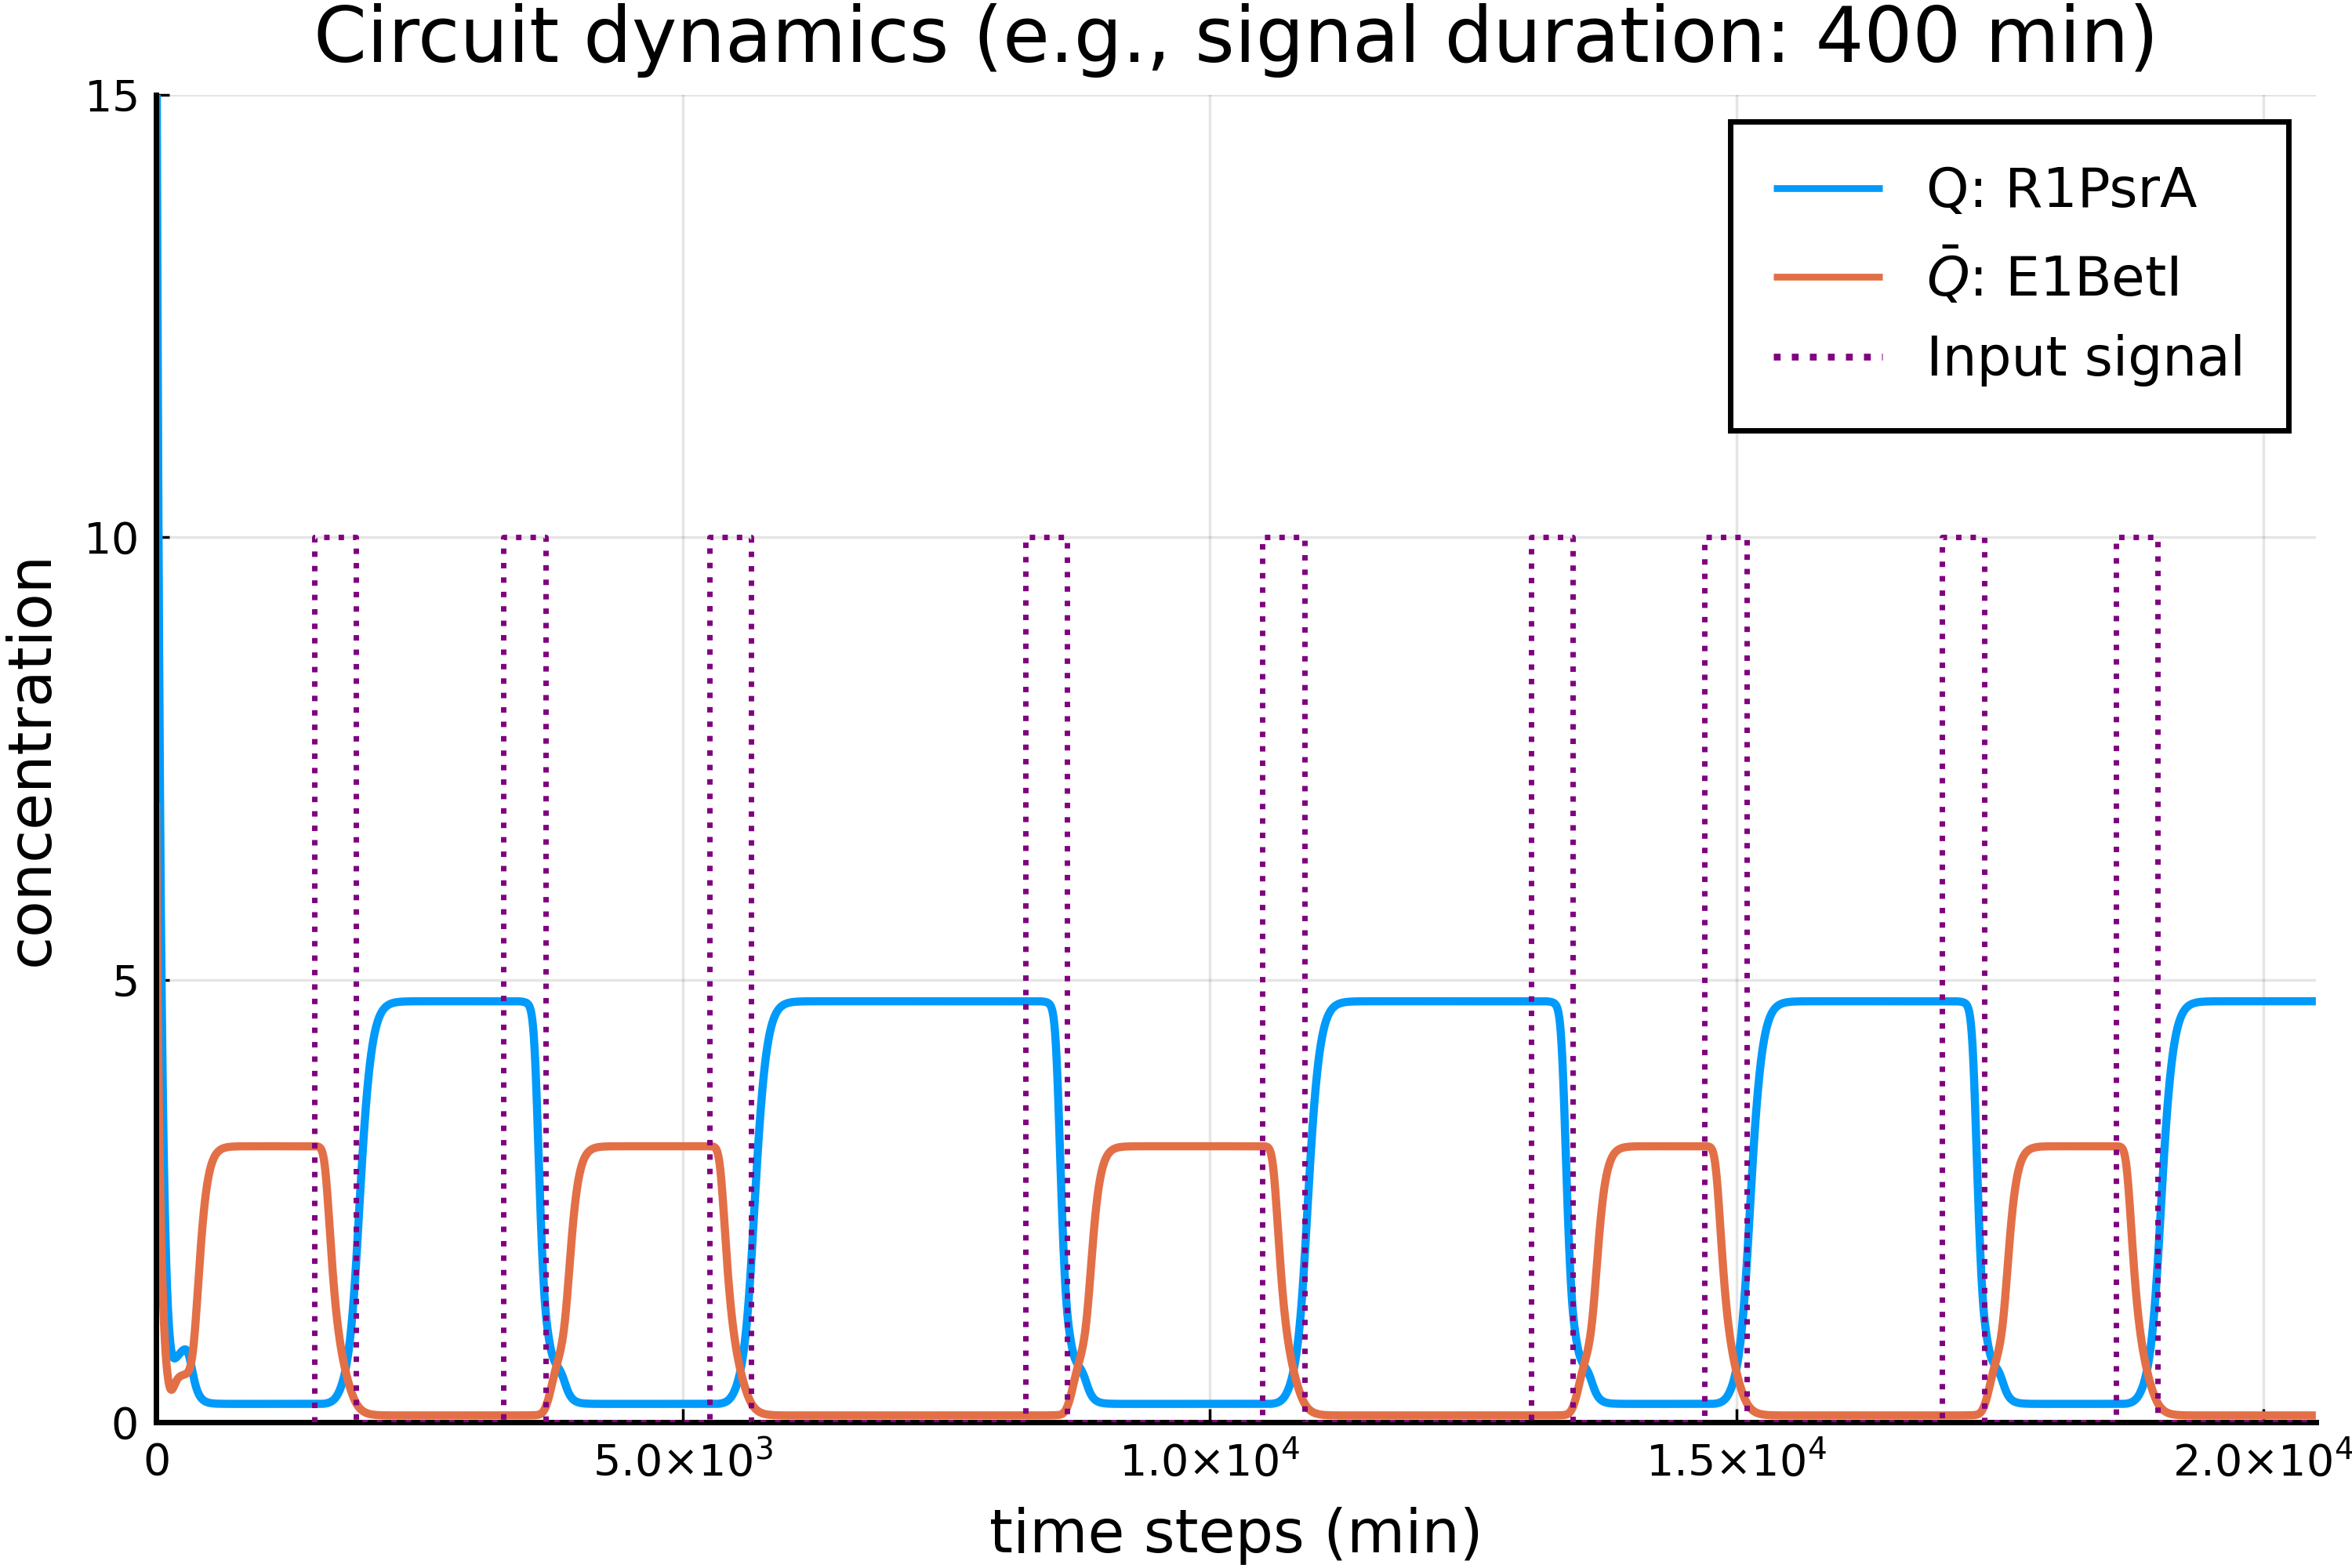 Circuit dynamics (e.g., signal duration: 400 min)
15
10
5
0
concentration
Q: R1PsrA
Q̄: E1BetI
Input signal
0
5.0×10³
1.0×10⁴
1.5×10⁴
2.0×10⁴
time steps (min)